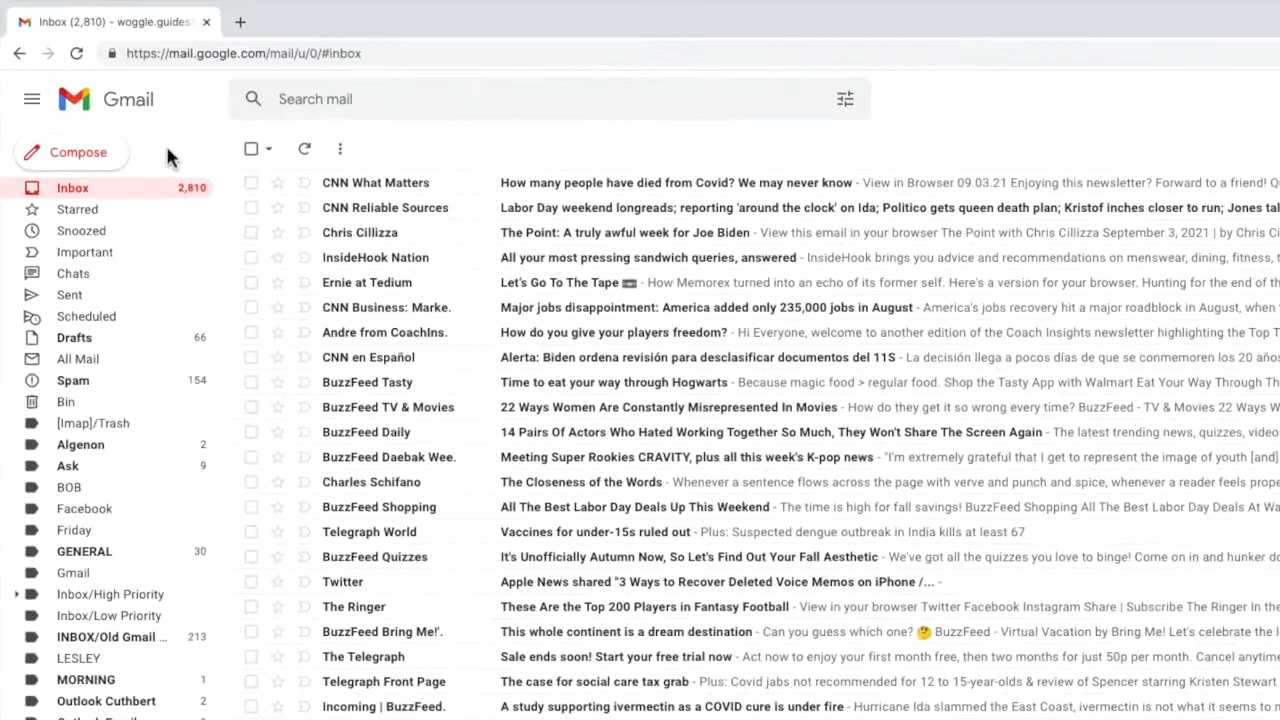 Inbox (2,810) - woggle.guides
https://mail.google.com/mail/u/0/#inbox
Gmail
Search mail
Compose
Inbox 2,810
Starred
Snoozed
Important
Chats
Sent
Scheduled
Drafts 66
All Mail
Spam 154
Bin
[Imap]/Trash
Algenon 2
Ask 9
BOB
Facebook
Friday
GENERAL 30
Gmail
Inbox/High Priority
Inbox/Low Priority
INBOX/Old Gmail ... 213
LESLEY
MORNING 1
Outlook Cuthbert 2
CNN What Matters How many people have died from Covid? We may never know - View in Browser 09.03.21 Enjoying this newsletter? Forward to a friend!
CNN Reliable Sources Labor Day weekend longreads; reporting 'around the clock' on Ida; Politico gets queen death plan; Kristof inches closer to run; Jones
Chris Cillizza The Point: A truly awful week for Joe Biden - View this email in your browser The Point with Chris Cillizza September 3, 2021 | by Chris
InsideHook Nation All your most pressing sandwich queries, answered - InsideHook brings you advice and recommendations on menswear, dining, fitness,
Ernie at Tedium Let's Go To The Tape 📼 - How Memorex turned into an echo of its former self. Here's a version for your browser. Hunting for the end of
CNN Business: Marke. Major jobs disappointment: America added only 235,000 jobs in August - America's jobs recovery hit a major roadblock in August, when
Andre from CoachIns. How do you give your players freedom? - Hi Everyone, welcome to another edition of the Coach Insights newsletter highlighting the Top
CNN en Español Alerta: Biden ordena revisión para desclasificar documentos del 11S - La decisión llega a pocos días de que se conmemoren los 20 años
BuzzFeed Tasty Time to eat your way through Hogwarts - Because magic food > regular food. Shop the Tasty App with Walmart Eat Your Way Through
BuzzFeed TV & Movies 22 Ways Women Are Constantly Misrepresented In Movies - How do they get it so wrong every time? BuzzFeed - TV & Movies 22 Ways
BuzzFeed Daily 14 Pairs Of Actors Who Hated Working Together So Much, They Won't Share The Screen Again - The latest trending news, quizzes,
BuzzFeed Daebak Wee. Meeting Super Rookies CRAVITY, plus all this week's K-pop news - "I'm extremely grateful that I get to represent the image of youth [and]
Charles Schifano The Closeness of the Words - Whenever a sentence flows across the page with verve and punch and spice, whenever a reader feels
BuzzFeed Shopping All The Best Labor Day Deals Up This Weekend - The time is high for fall savings! BuzzFeed Shopping All The Best Labor Day Deals At
Telegraph World Vaccines for under-15s ruled out - Plus: Suspected dengue outbreak in India kills at least 67
BuzzFeed Quizzes It's Unofficially Autumn Now, So Let's Find Out Your Fall Aesthetic - We've got all the quizzes you love to binge! Come on in and hunker
Twitter Apple News shared "3 Ways to Recover Deleted Voice Memos on iPhone /... -
The Ringer These Are the Top 200 Players in Fantasy Football - View in your browser Twitter Facebook Instagram Share | Subscribe The Ringer In the
BuzzFeed Bring Me!'. This whole continent is a dream destination - Can you guess which one? 🤔 BuzzFeed - Virtual Vacation by Bring Me! Let's celebrate the
The Telegraph Sale ends soon! Start your free trial now - Act now to enjoy your first month free, then two months for just 50p per month. Cancel
Telegraph Front Page The case for social care tax grab - Plus: Covid jabs not recommended for 12 to 15-year-olds & review of Spencer starring Kristen Stewart
Incoming | BuzzFeed. A study supporting ivermectin as a COVID cure is under fire - Hurricane Ida slammed the East Coast, ivermectin is not what it seems to